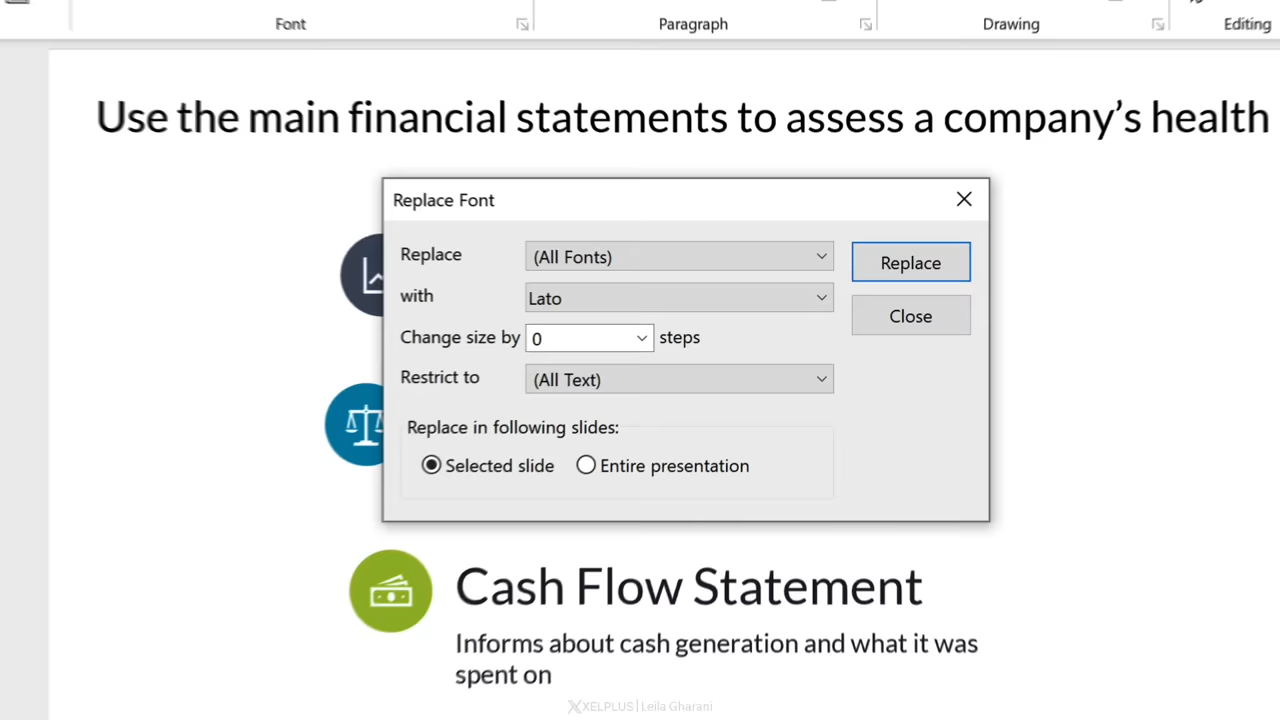 Font
Paragraph
Drawing
Editing
Use the main financial statements to assess a company’s health
Replace Font
Replace
(All Fonts)
Replace
with
Lato
Close
Change size by
0
steps
Restrict to
(All Text)
Replace in following slides:
Selected slide
Entire presentation
Cash Flow Statement
Informs about cash generation and what it was
spent on
XELPLUS | Leila Gharani